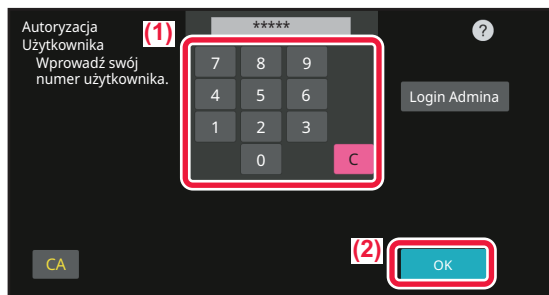 Autoryzacja
Użytkownika
Wprowadź swój
numer użytkownika.
(1)
*****
?
7 8 9
4 5 6
1 2 3
0 C
Login Admina
CA
(2)
OK